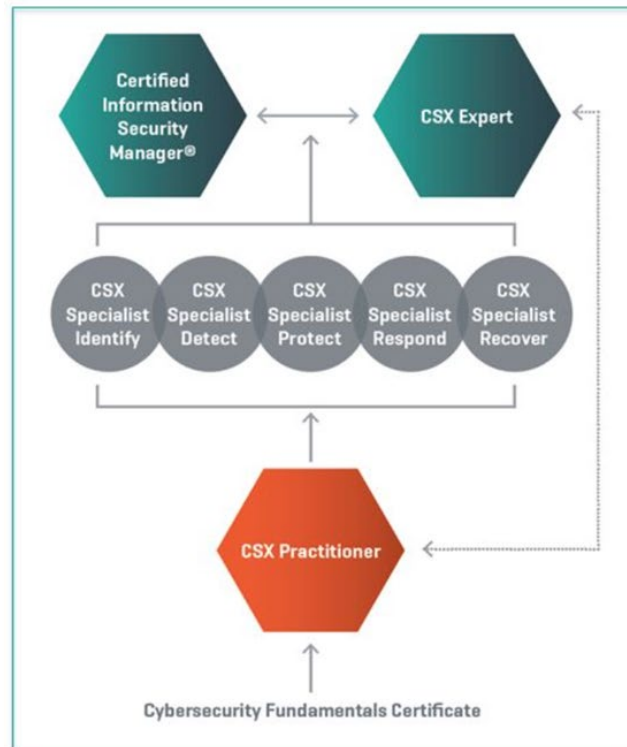 Certified
Information
Security
Manager®
CSX Expert
CSX
Specialist
Identify
CSX
Specialist
Detect
CSX
Specialist
Protect
CSX
Specialist
Respond
CSX
Specialist
Recover
CSX Practitioner
Cybersecurity Fundamentals Certificate